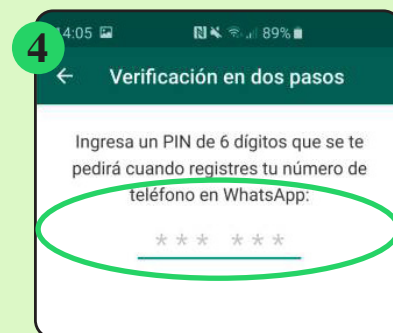 4
14:05 89%
← Verificación en dos pasos
Ingresa un PIN de 6 dígitos que se te
pedirá cuando registres tu número de
teléfono en WhatsApp:
*** ***